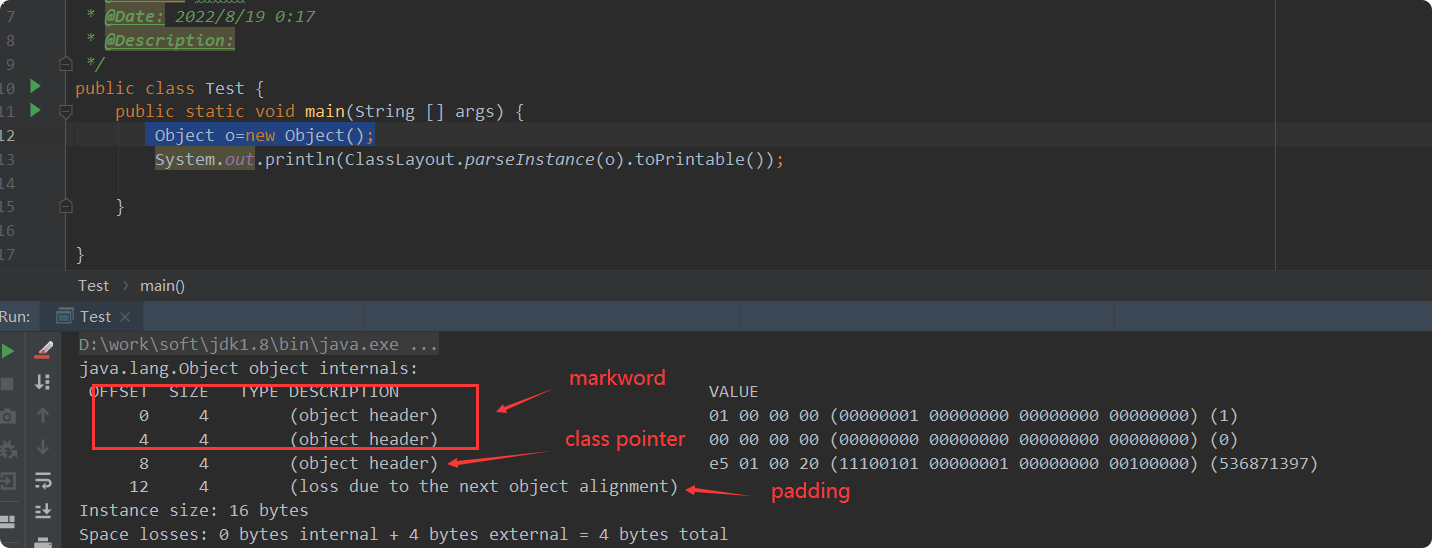 7 * @Date: 2022/8/19 0:17
8 * @Description:
9 */
10 public class Test {
11 public static void main(String [] args) {
12 Object o=new Object();
13 System.out.println(ClassLayout.parseInstance(o).toPrintable());
14
15 }
16
17 }
Test > main()
Run: Test ×
D:\work\soft\jdk1.8\bin\java.exe ...
java.lang.Object object internals:
OFFSET SIZE TYPE DESCRIPTION markword VALUE
0 4 (object header) 01 00 00 00 (00000001 00000000 00000000 00000000) (1)
4 4 (object header) class pointer 00 00 00 00 (00000000 00000000 00000000 00000000) (0)
8 4 (object header) e5 01 00 20 (11100101 00000001 00000000 00100000) (536871397)
12 4 (loss due to the next object alignment) padding
Instance size: 16 bytes
Space losses: 0 bytes internal + 4 bytes external = 4 bytes total